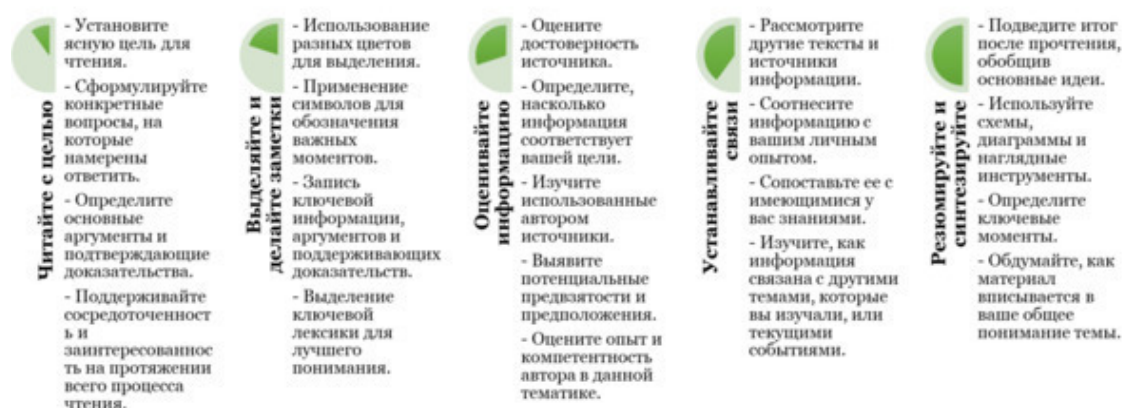 Читайте с целью
- Установите
ясную цель для
чтения.
- Сформулируйте
конкретные
вопросы, на
которые
намерены
ответить.
- Определите
основные
аргументы и
подтверждающие
доказательства.
- Поддерживайте
сосредоточенност
ь и
заинтересованнос
ть на протяжении
всего процесса
чтения.
Выделяйте и
делайте заметки
- Использование
разных цветов
для выделения.
- Применение
символов для
обозначения
важных
моментов.
- Запись
ключевой
информации,
аргументов и
поддерживающих
доказательств.
- Выделение
ключевой
лексики для
лучшего
понимания.
Оценивайте
информацию
- Оцените
достоверность
источника.
- Определите,
насколько
информация
соответствует
вашей цели.
- Изучите
использованные
автором
источники.
- Выявите
потенциальные
предвзятости и
предположения.
- Оцените опыт и
компетентность
автора в данной
тематике.
Устанавливайте
связи
- Рассмотрите
другие тексты и
источники
информации.
- Соотнесите
информацию с
вашим личным
опытом.
- Сопоставьте ее с
имеющимися у
вас знаниями.
- Изучите, как
информация
связана с другими
темами, которые
вы изучали, или
текущими
событиями.
Резюмируйте и
синтезируйте
- Подведите итог
после прочтения,
обобщив
основные идеи.
- Используйте
схемы,
диаграммы и
наглядные
инструменты.
- Определите
ключевые
моменты.
- Обдумайте, как
материал
вписывается в
ваше общее
понимание темы.